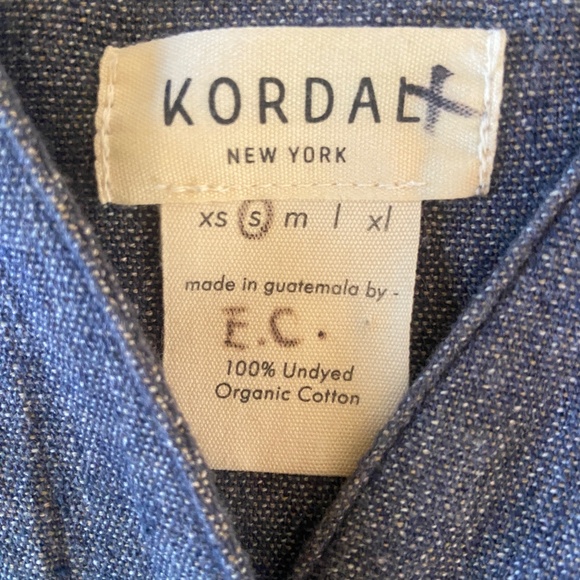 KORDAL
NEW YORK
xs s m l xl
made in guatemala by -
E.C.
100% Undyed
Organic Cotton